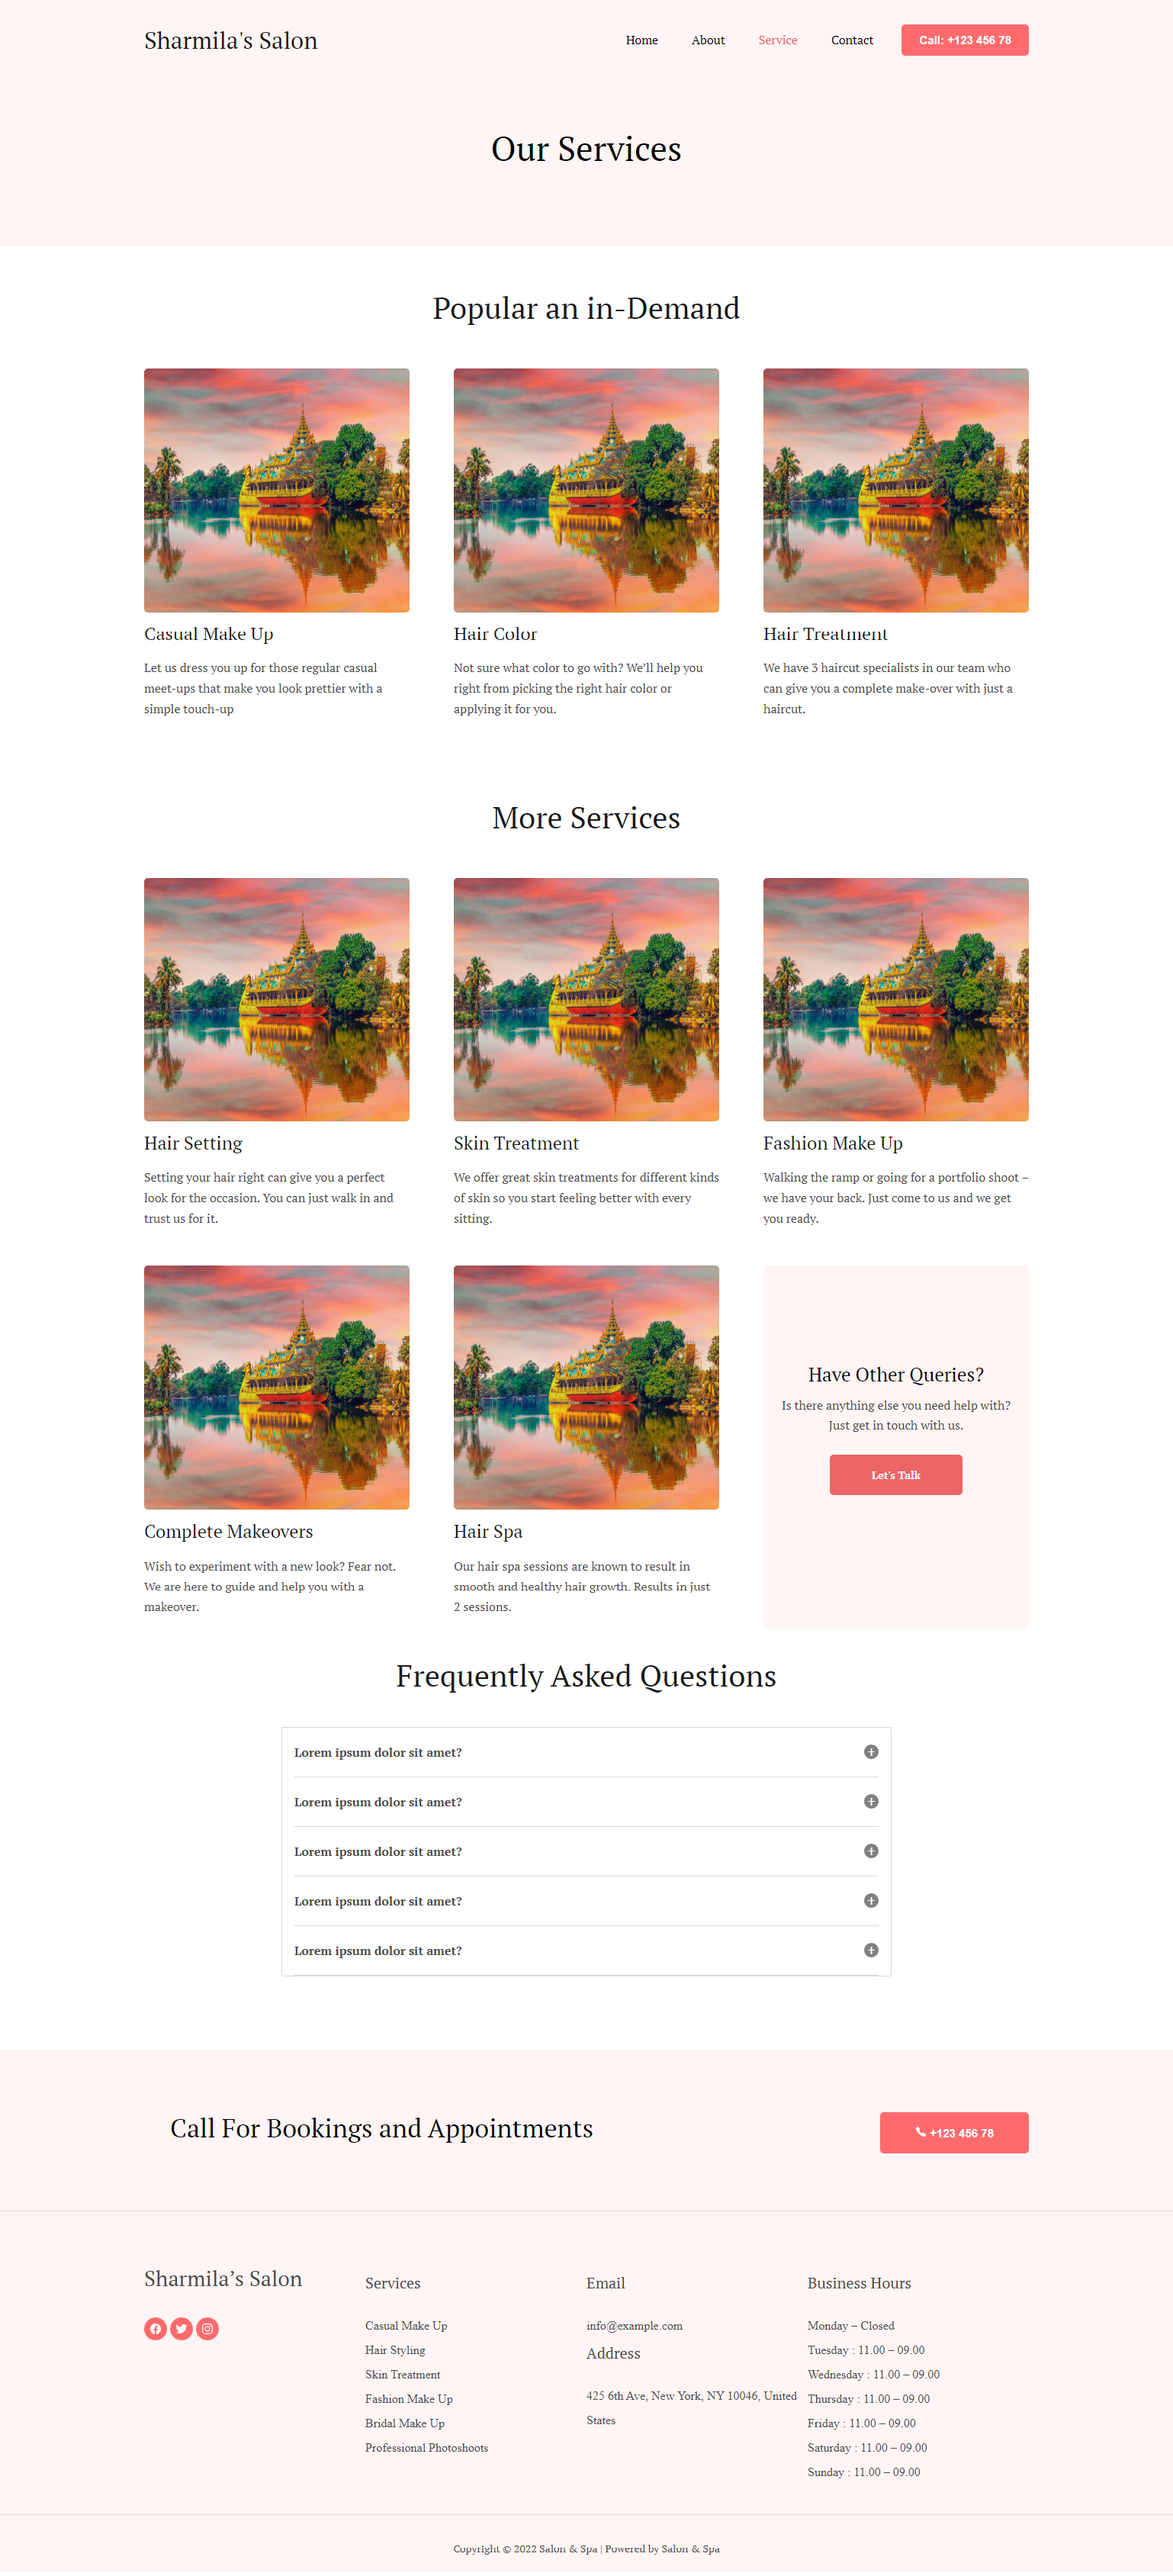 Sharmila's Salon
Home
About
Service
Contact
Call: +123 456 78
Our Services
Popular an in-Demand
Casual Make Up
Let us dress you up for those regular casual
meet-ups that make you look prettier with a
simple touch-up
Hair Color
Not sure what color to go with? We’ll help you
right from picking the right hair color or
applying it for you.
Hair Treatment
We have 3 haircut specialists in our team who
can give you a complete make-over with just a
haircut.
More Services
Hair Setting
Setting your hair right can give you a perfect
look for the occasion. You can just walk in and
trust us for it.
Skin Treatment
We offer great skin treatments for different kinds
of skin so you start feeling better with every
sitting.
Fashion Make Up
Walking the ramp or going for a portfolio shoot –
we have your back. Just come to us and we get
you ready.
Complete Makeovers
Wish to experiment with a new look? Fear not.
We are here to guide and help you with a
makeover.
Hair Spa
Our hair spa sessions are known to result in
smooth and healthy hair growth. Results in just
2 sessions.
Have Other Queries?
Is there anything else you need help with?
Just get in touch with us.
Let's Talk
Frequently Asked Questions
Lorem ipsum dolor sit amet?
Lorem ipsum dolor sit amet?
Lorem ipsum dolor sit amet?
Lorem ipsum dolor sit amet?
Lorem ipsum dolor sit amet?
Call For Bookings and Appointments
+123 456 78
Sharmila’s Salon
Services
Casual Make Up
Hair Styling
Skin Treatment
Fashion Make Up
Bridal Make Up
Professional Photoshoots
Email
info@example.com
Address
425 6th Ave, New York, NY 10046, United
States
Business Hours
Monday – Closed
Tuesday : 11.00 – 09.00
Wednesday : 11.00 – 09.00
Thursday : 11.00 – 09.00
Friday : 11.00 – 09.00
Saturday : 11.00 – 09.00
Sunday : 11.00 – 09.00
Copyright © 2022 Salon & Spa | Powered by Salon & Spa